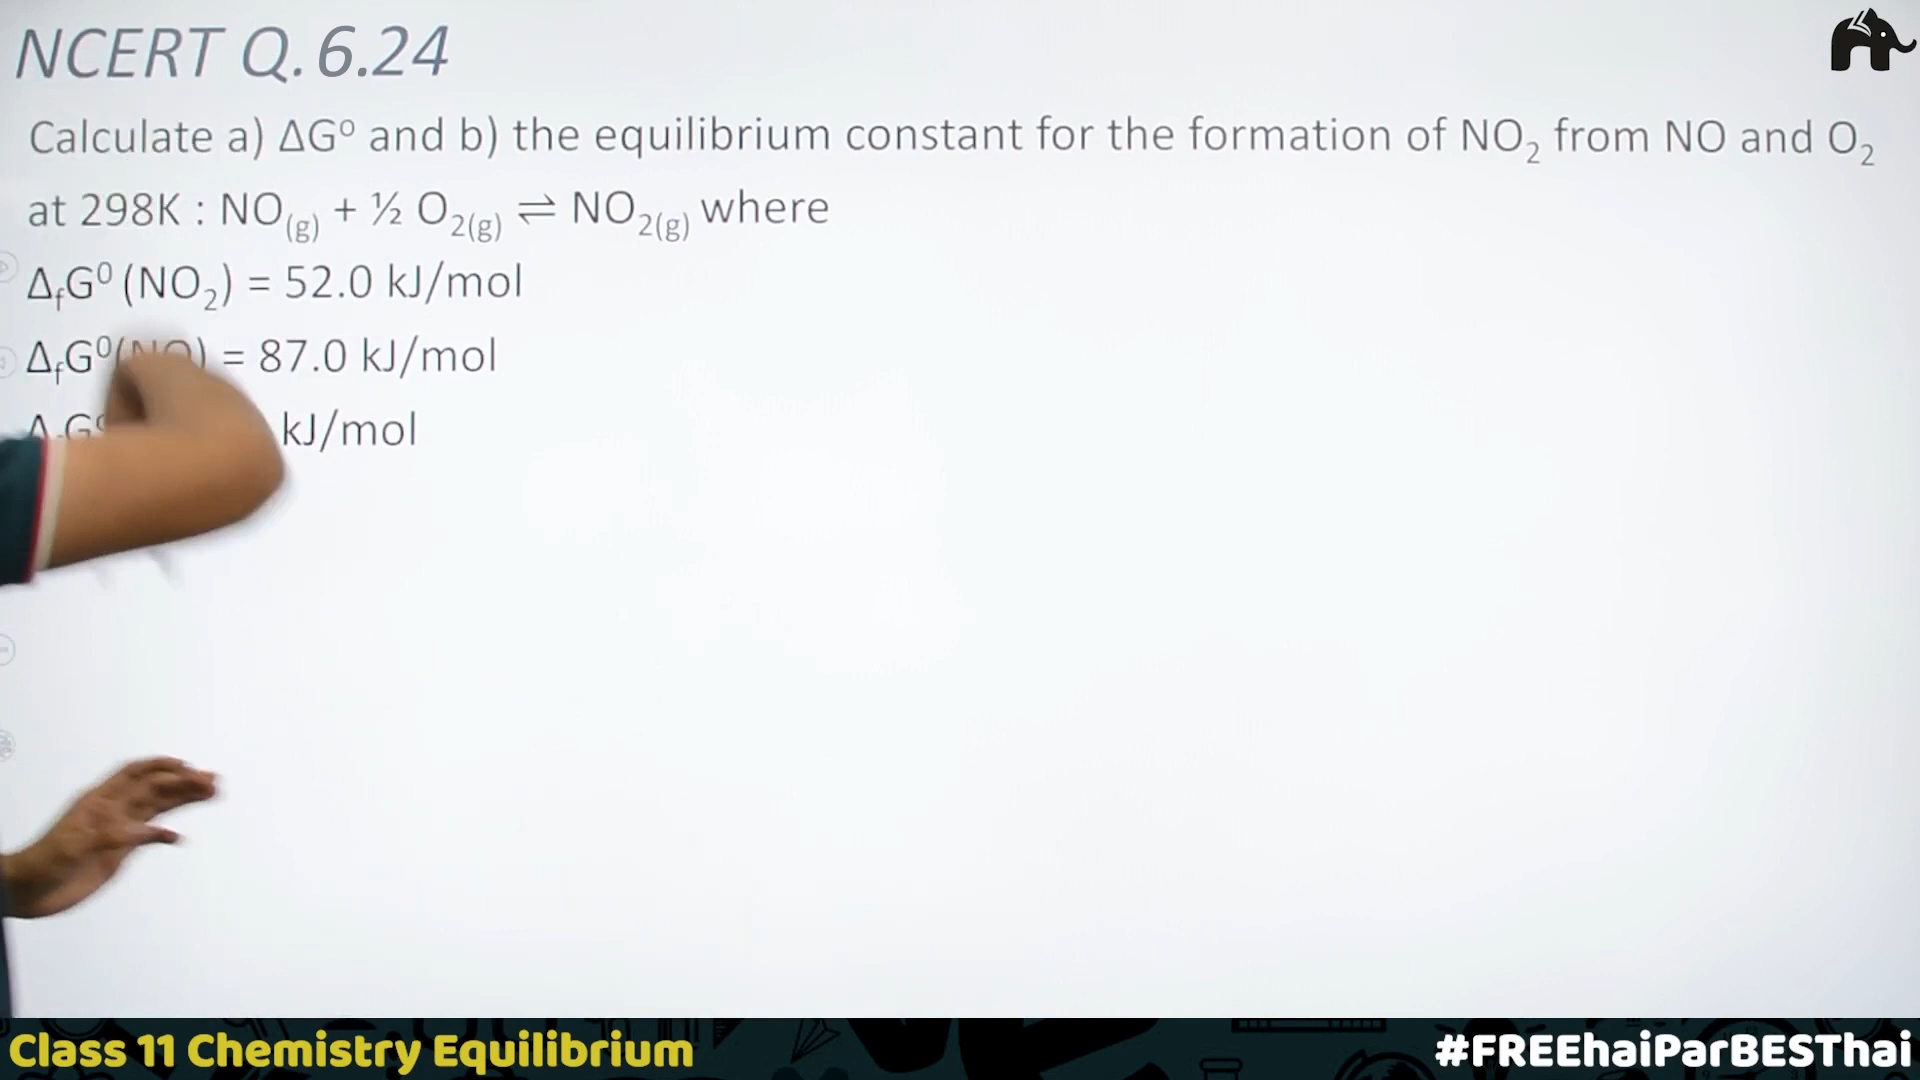 NCERT Q. 6.24
Calculate a) ΔG⁰ and b) the equilibrium constant for the formation of NO₂ from NO and O₂
at 298K : NO(g) + ½ O₂(g) ⇌ NO₂(g) where
ΔfG⁰ (NO₂) = 52.0 kJ/mol
ΔfG⁰(NO) = 87.0 kJ/mol
kJ/mol
Class 11 Chemistry Equilibrium
#FREEhaiParBESThai